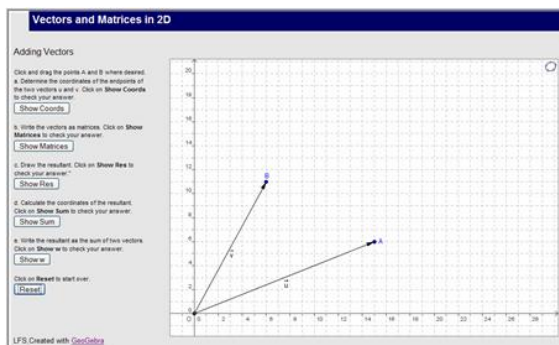 Vectors and Matrices in 2D
Adding Vectors
Click and drag the points A and B where desired.
a. Determine the coordinates of the endpoints of
the two vectors u and v. Click on Show Coords
to check your answer.
Show Coords
b. Write the vectors as matrices. Click on Show
Matrices to check your answer.
Show Matrices
c. Draw the resultant. Click on Show Res to
check your answer."
Show Res
d. Calculate the coordinates of the resultant.
Click on Show Sum to check your answer.
Show Sum
e. Write the resultant as the sum of two vectors.
Click on Show w to check your answer.
Show w
Click on Reset to start over.
Reset
LFS.Created with GeoGebra
20
18
16
14
12
10
8
6
4
2
0
B
A
v
u
0 2 4 6 8 10 12 14 16 18 20 22 24 26 28